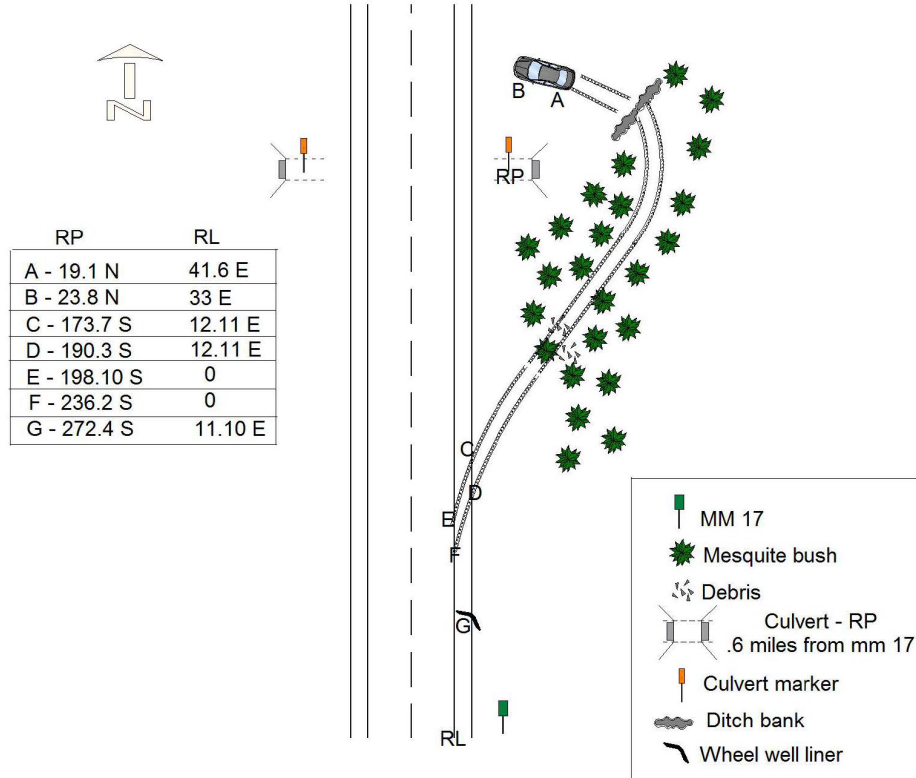 N
B
A
RP
RP RL
A - 19.1 N 41.6 E
B - 23.8 N 33 E
C - 173.7 S 12.11 E
D - 190.3 S 12.11 E
E - 198.10 S 0
F - 236.2 S 0
G - 272.4 S 11.10 E
C
D
E
F
G
RL
MM 17
Mesquite bush
Debris
Culvert - RP
.6 miles from mm 17
Culvert marker
Ditch bank
Wheel well liner